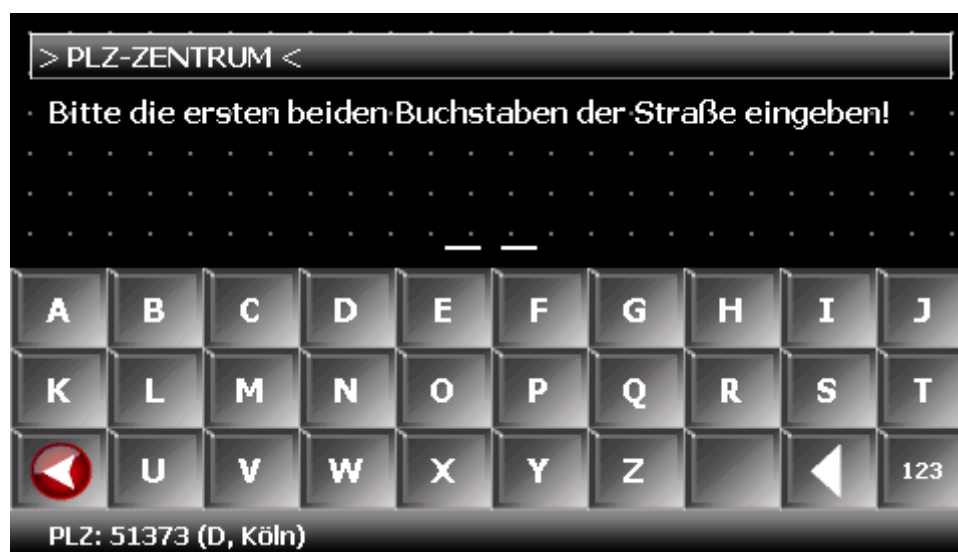 > PLZ-ZENTRUM <
Bitte die ersten beiden Buchstaben der Straße eingeben!
_ _
A B C D E F G H I J
K L M N O P Q R S T
U V W X Y Z 123
PLZ: 51373 (D, Köln)